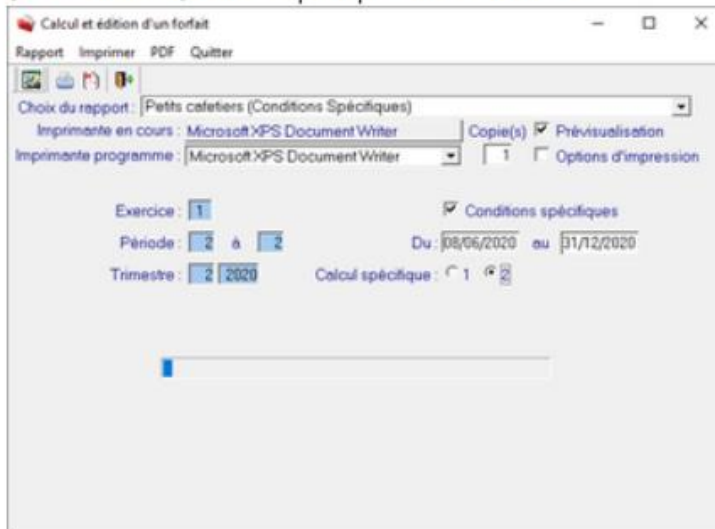 Calcul et édition d'un forfait
Rapport Imprimer PDF Quitter
Choix du rapport : Petits cafetiers (Conditions Spécifiques)
Imprimante en cours : Microsoft XPS Document Writer Copie(s) Prévisualisation
Imprimante programme : Microsoft XPS Document Writer 1 Options d'impression
Exercice : 1 Conditions spécifiques
Période : 2 à 2 Du : 08/06/2020 au 31/12/2020
Trimestre : 2 2020 Calcul spécifique : 1 2